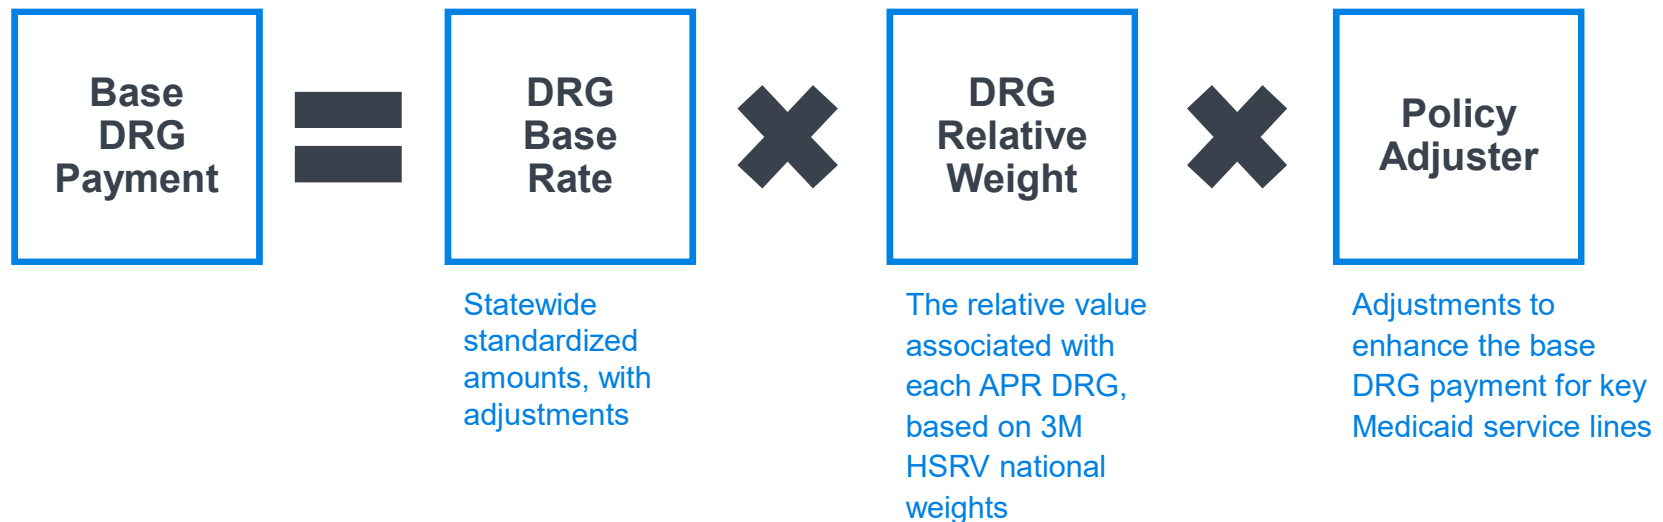 Base
DRG
Payment
DRG
Base
Rate
DRG
Relative
Weight
Policy
Adjuster
Statewide
standardized
amounts, with
adjustments
The relative value
associated with
each APR DRG,
based on 3M
HSRV national
weights
Adjustments to
enhance the base
DRG payment for key
Medicaid service lines